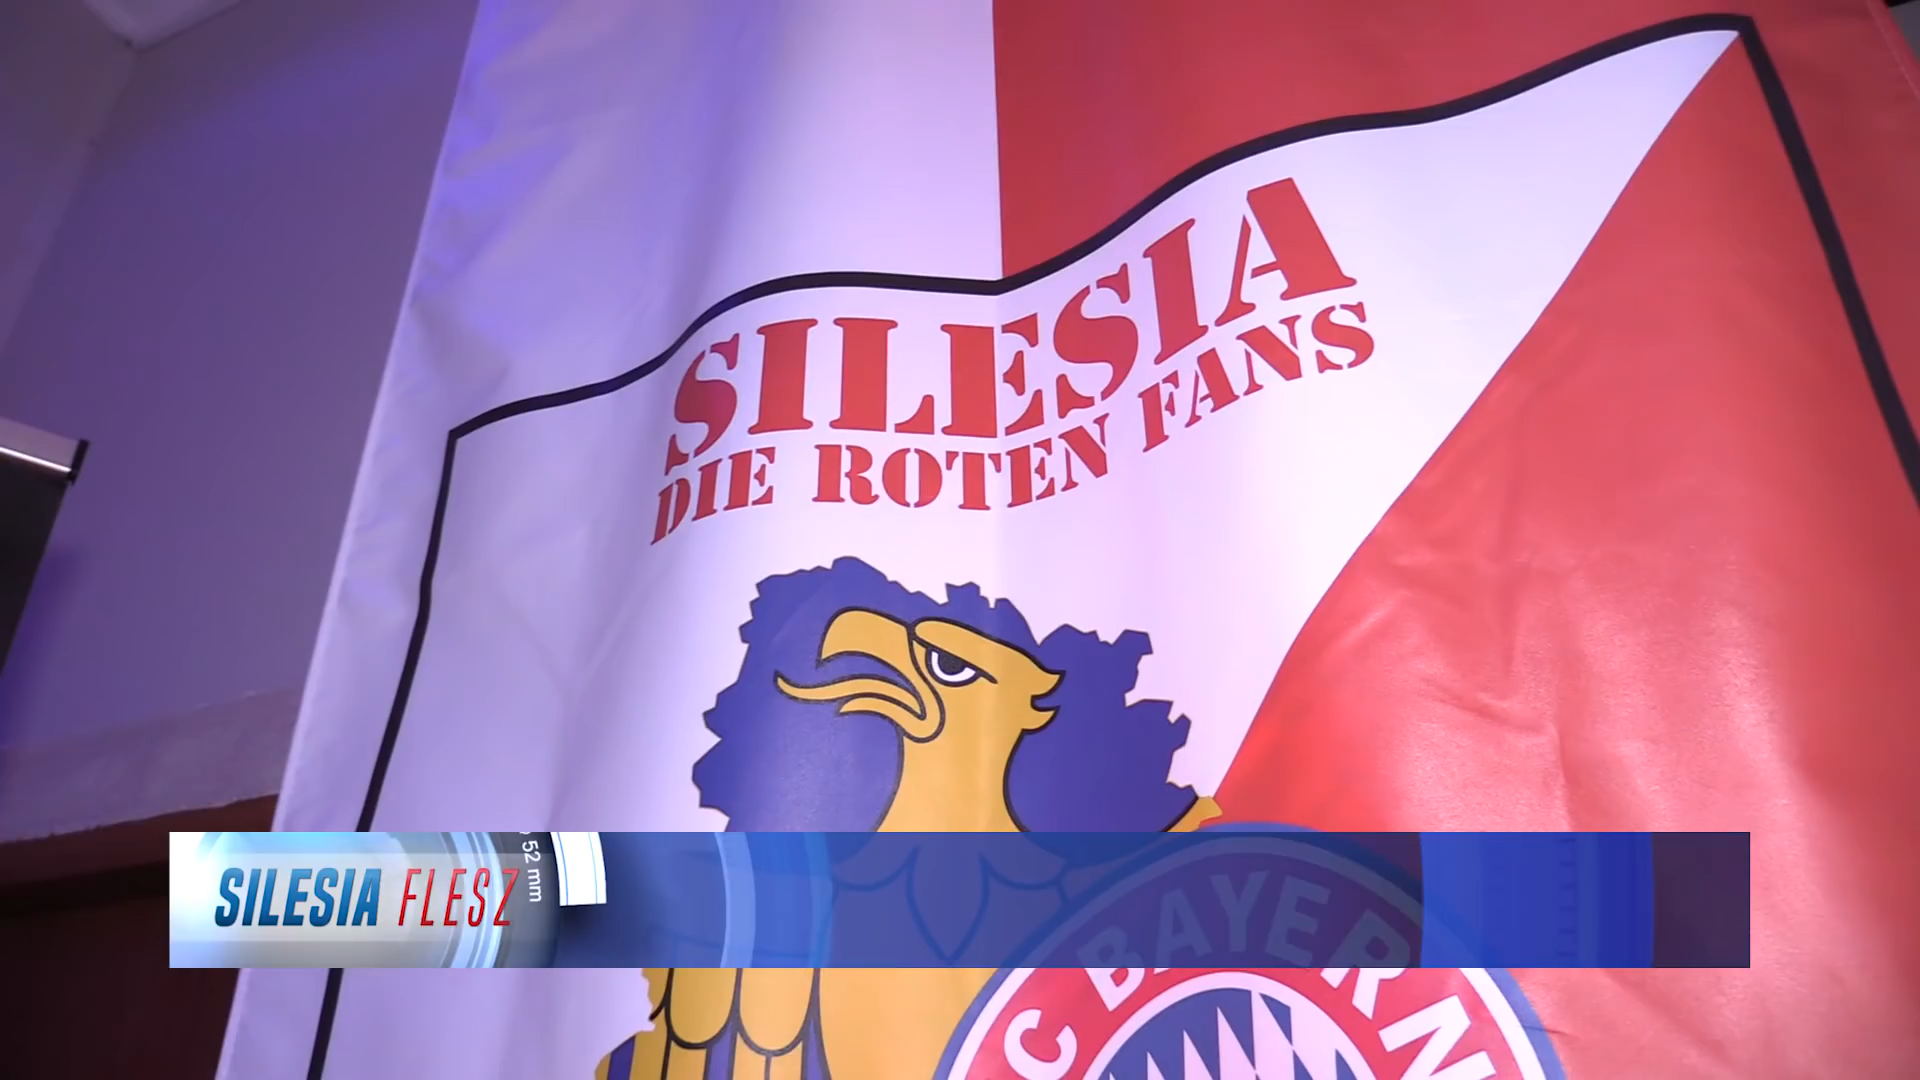 SILESIA
DIE ROTEN FANS
SILESIA FLESZ
52 mm
FC BAYERN